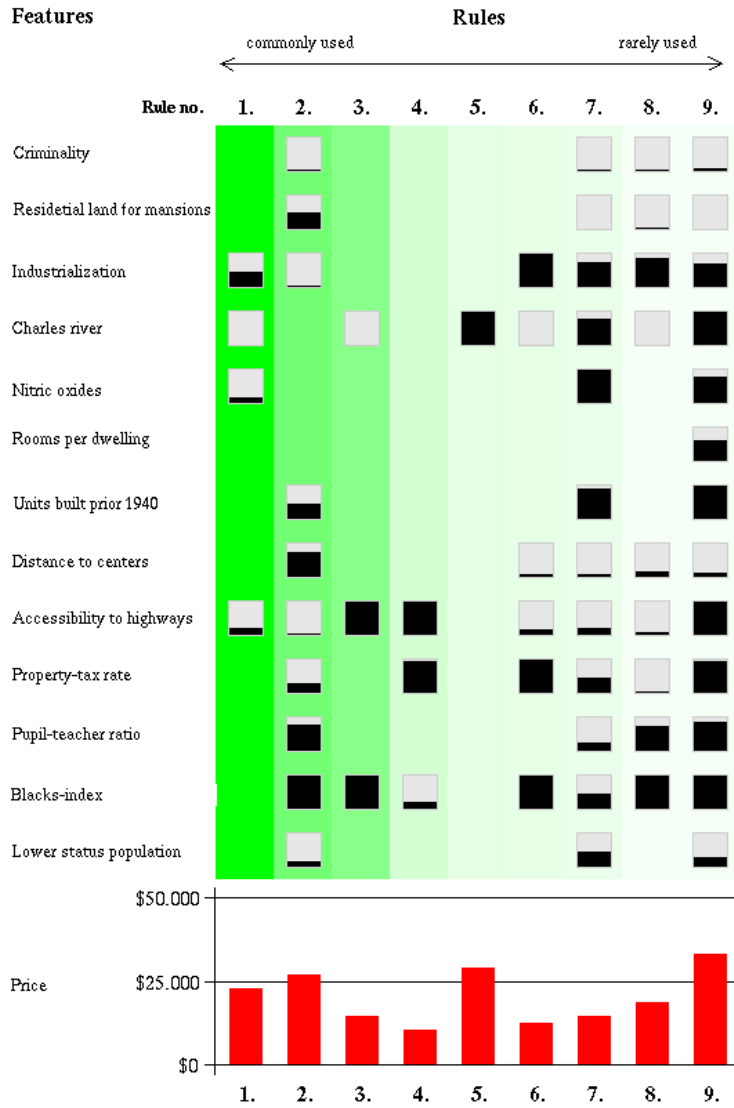 Features Rules
commonly used rarely used
Rule no. 1. 2. 3. 4. 5. 6. 7. 8. 9.
Criminality
Residetial land for mansions
Industrialization
Charles river
Nitric oxides
Rooms per dwelling
Units built prior 1940
Distance to centers
Accessibility to highways
Property-tax rate
Pupil-teacher ratio
Blacks-index
Lower status population
$50.000
Price $25.000
$0
1. 2. 3. 4. 5. 6. 7. 8. 9.